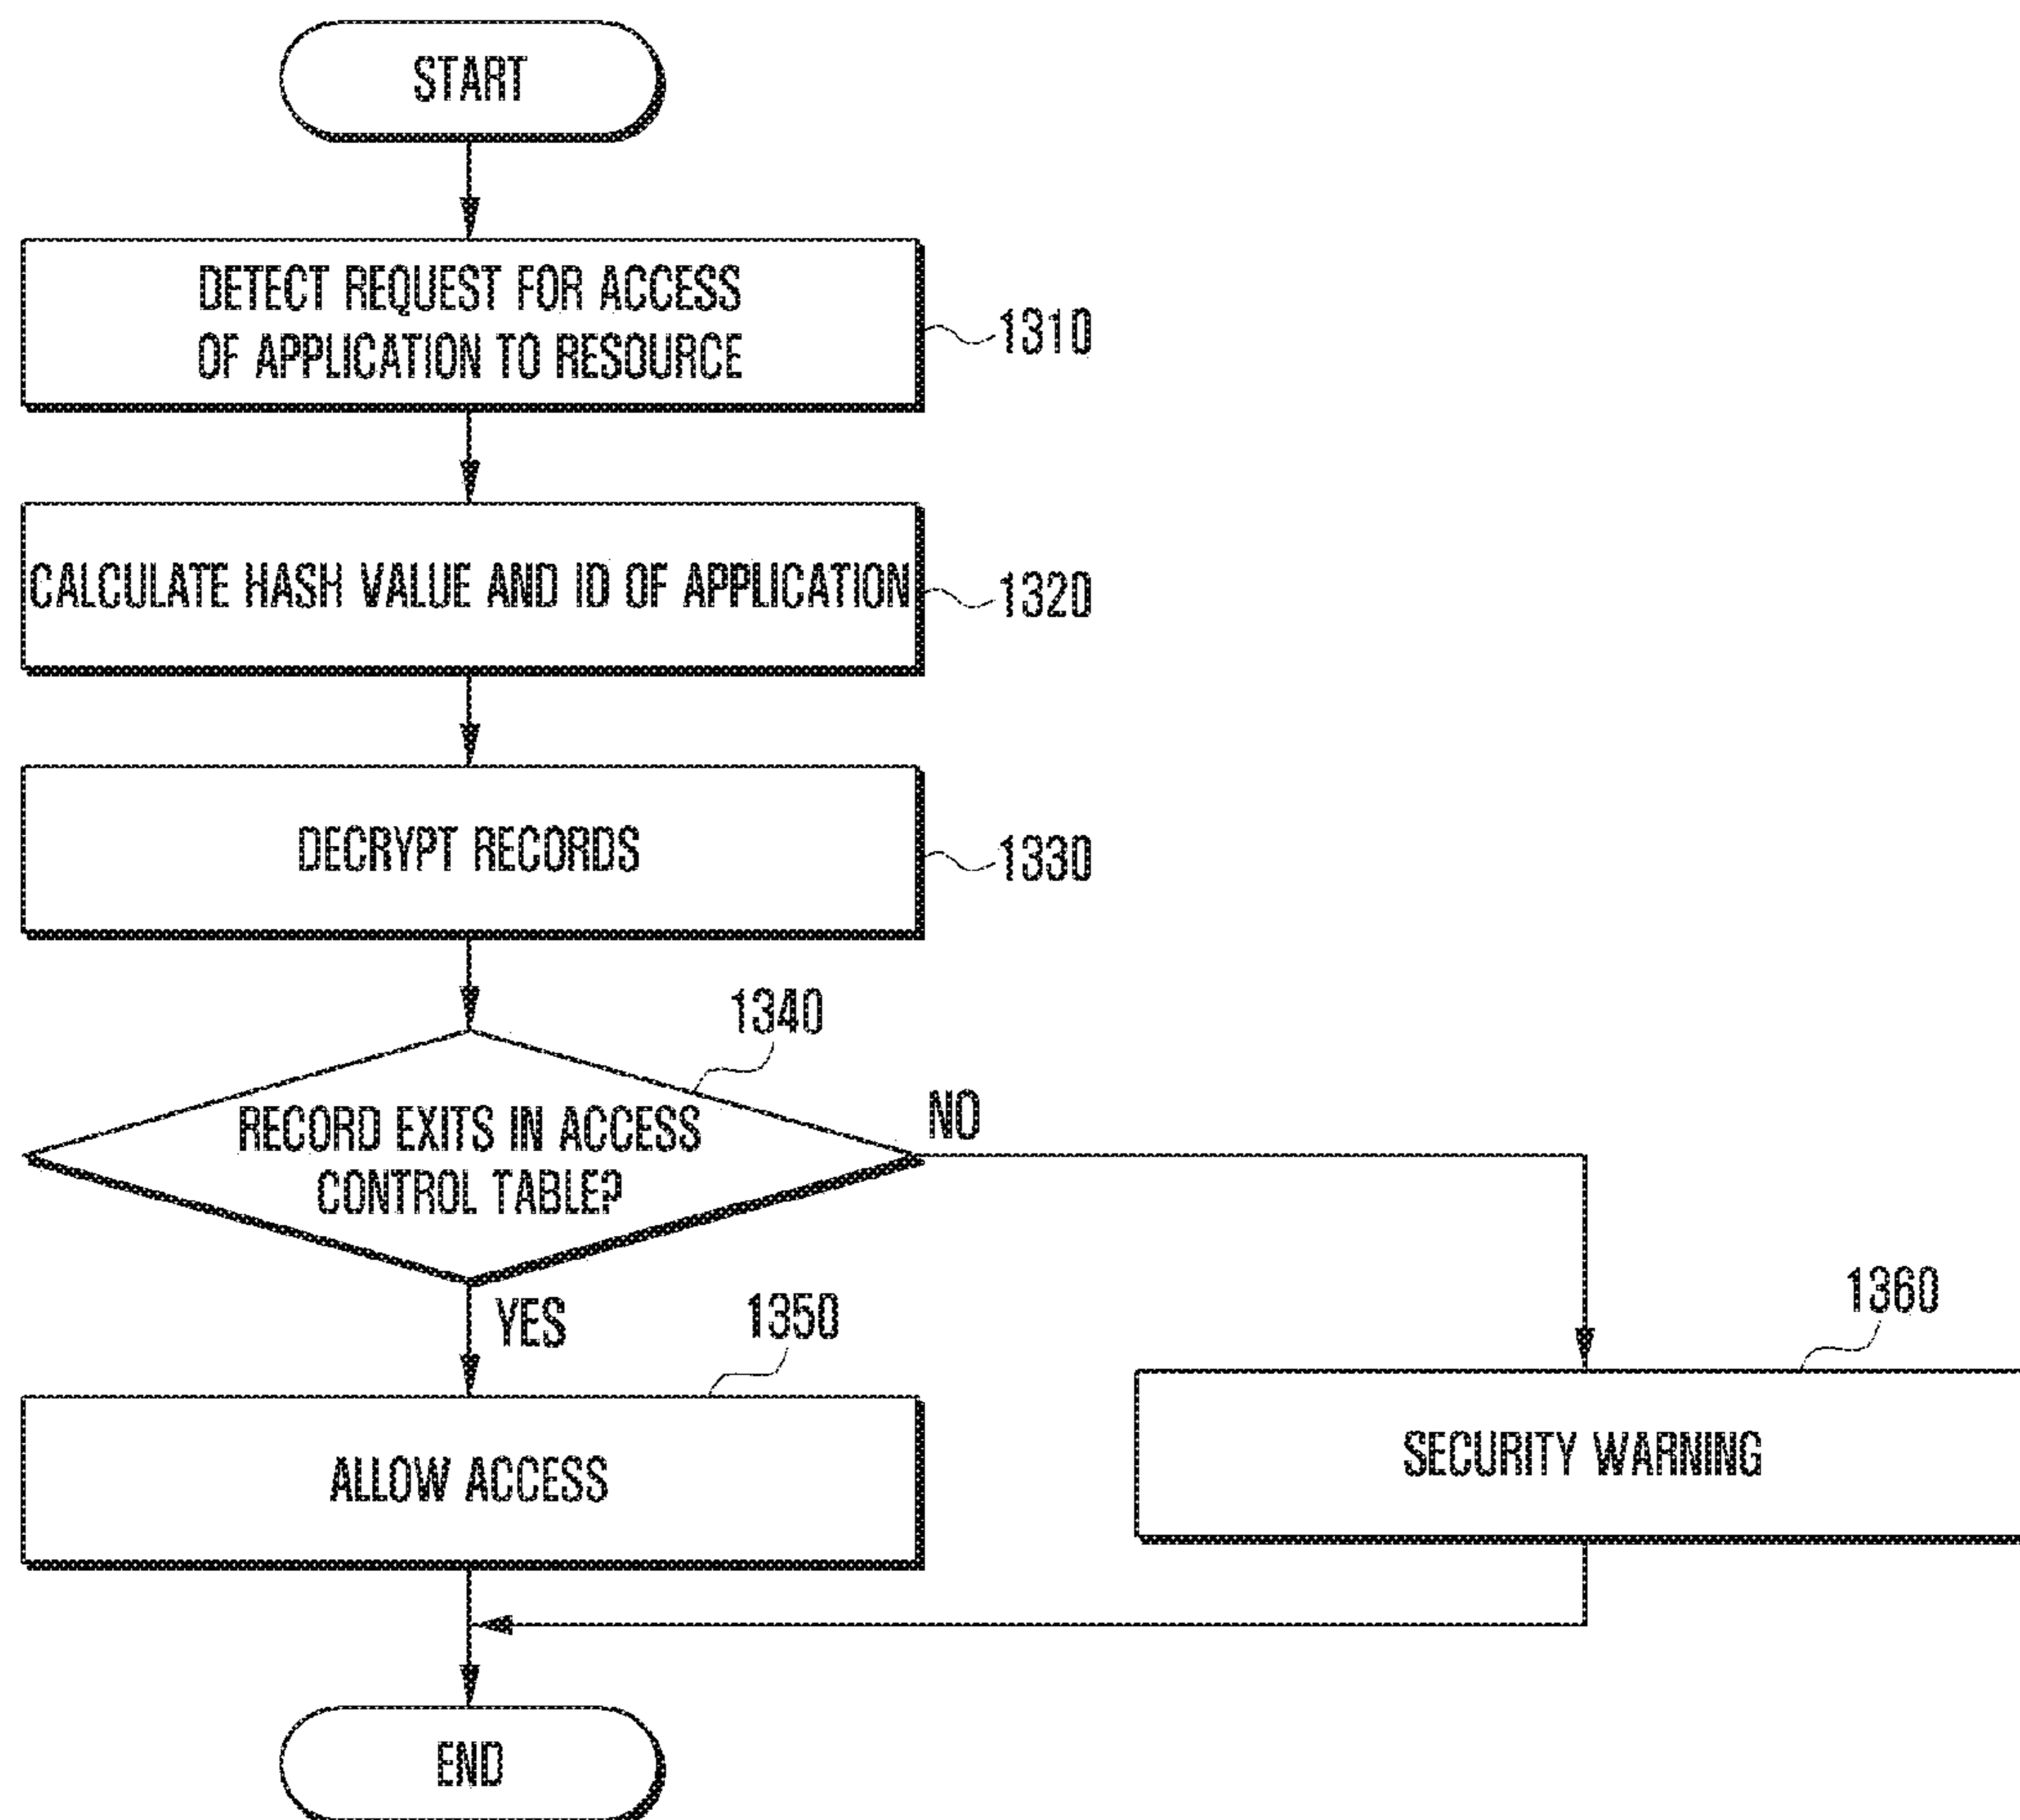 START
DETECT REQUEST FOR ACCESS
OF APPLICATION TO RESOURCE
1310
CALCULATE HASH VALUE AND ID OF APPLICATION
1320
DECRYPT RECORDS
1330
1340
RECORD EXITS IN ACCESS
CONTROL TABLE?
NO
YES
1350
1360
ALLOW ACCESS
SECURITY WARNING
END